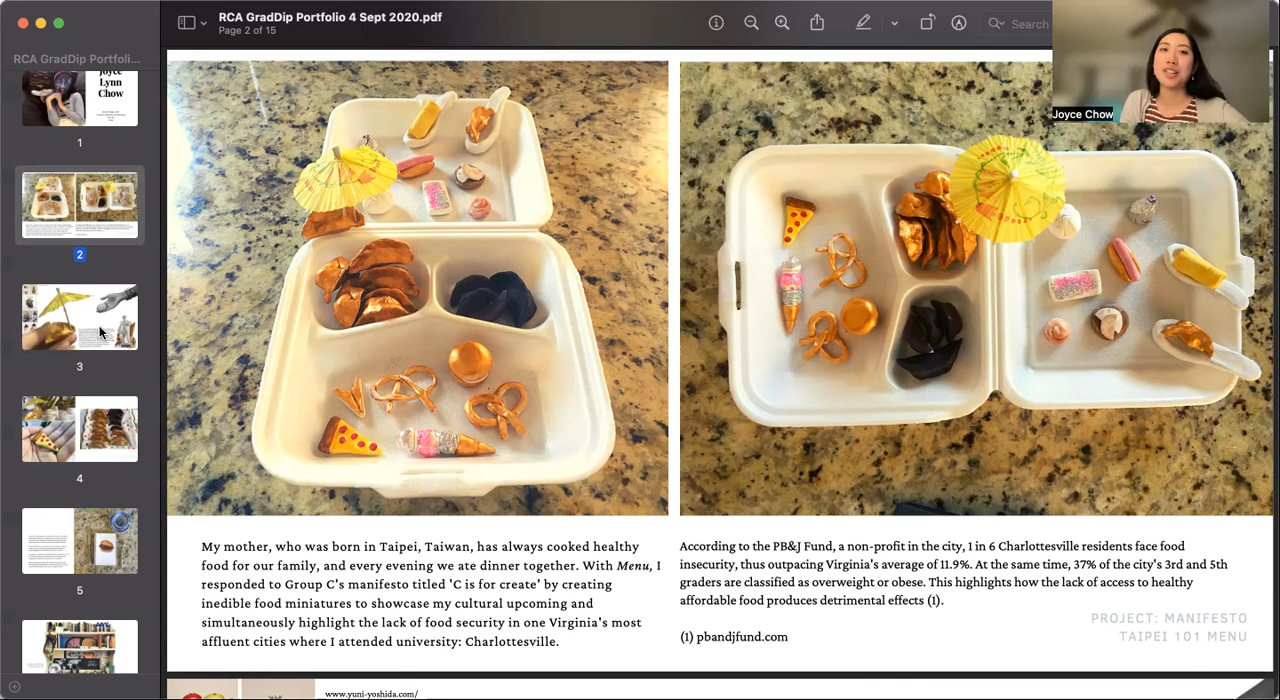 RCA GradDip Portfolio 4 Sept 2020.pdf
Page 2 of 15
Search
RCA GradDip Portfoli...
Joyce
Lynn
Chow
1
2
3
4
5
Joyce Chow
My mother, who was born in Taipei, Taiwan, has always cooked healthy
food for our family, and every evening we ate dinner together. With Menu, I
responded to Group C's manifesto titled 'C is for create' by creating
inedible food miniatures to showcase my cultural upcoming and
simultaneously highlight the lack of food security in one Virginia's most
affluent cities where I attended university: Charlottesville.
According to the PB&J Fund, a non-profit in the city, 1 in 6 Charlottesville residents face food
insecurity, thus outpacing Virginia's average of 11.9%. At the same time, 37% of the city's 3rd and 5th
graders are classified as overweight or obese. This highlights how the lack of access to healthy
affordable food produces detrimental effects (1).
(1) pbandjfund.com
PROJECT: MANIFESTO
TAIPEI 101 MENU
www.yuni-yoshida.com/